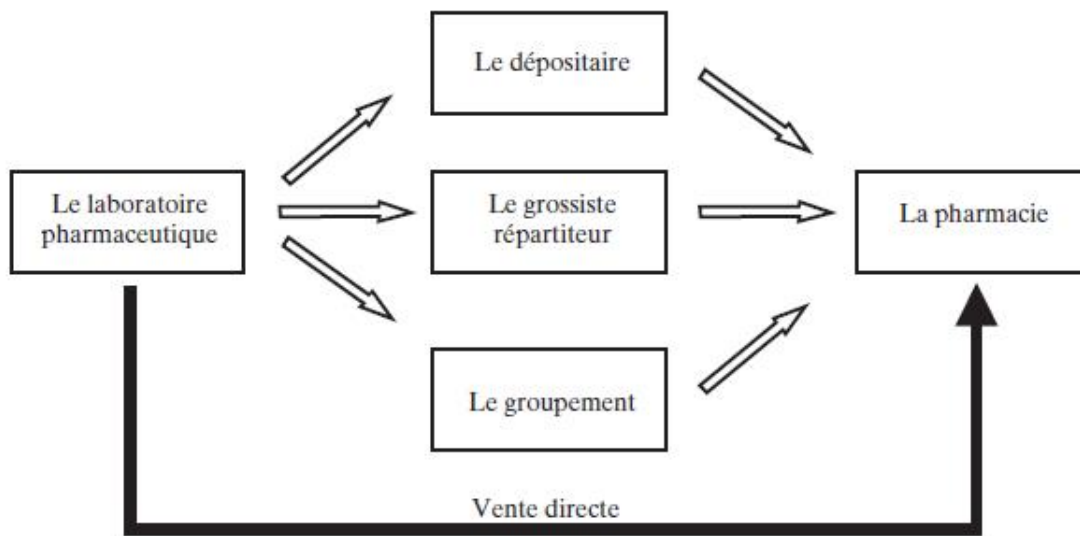 Le dépositaire
Le laboratoire
pharmaceutique
Le grossiste
répartiteur
La pharmacie
Le groupement
Vente directe